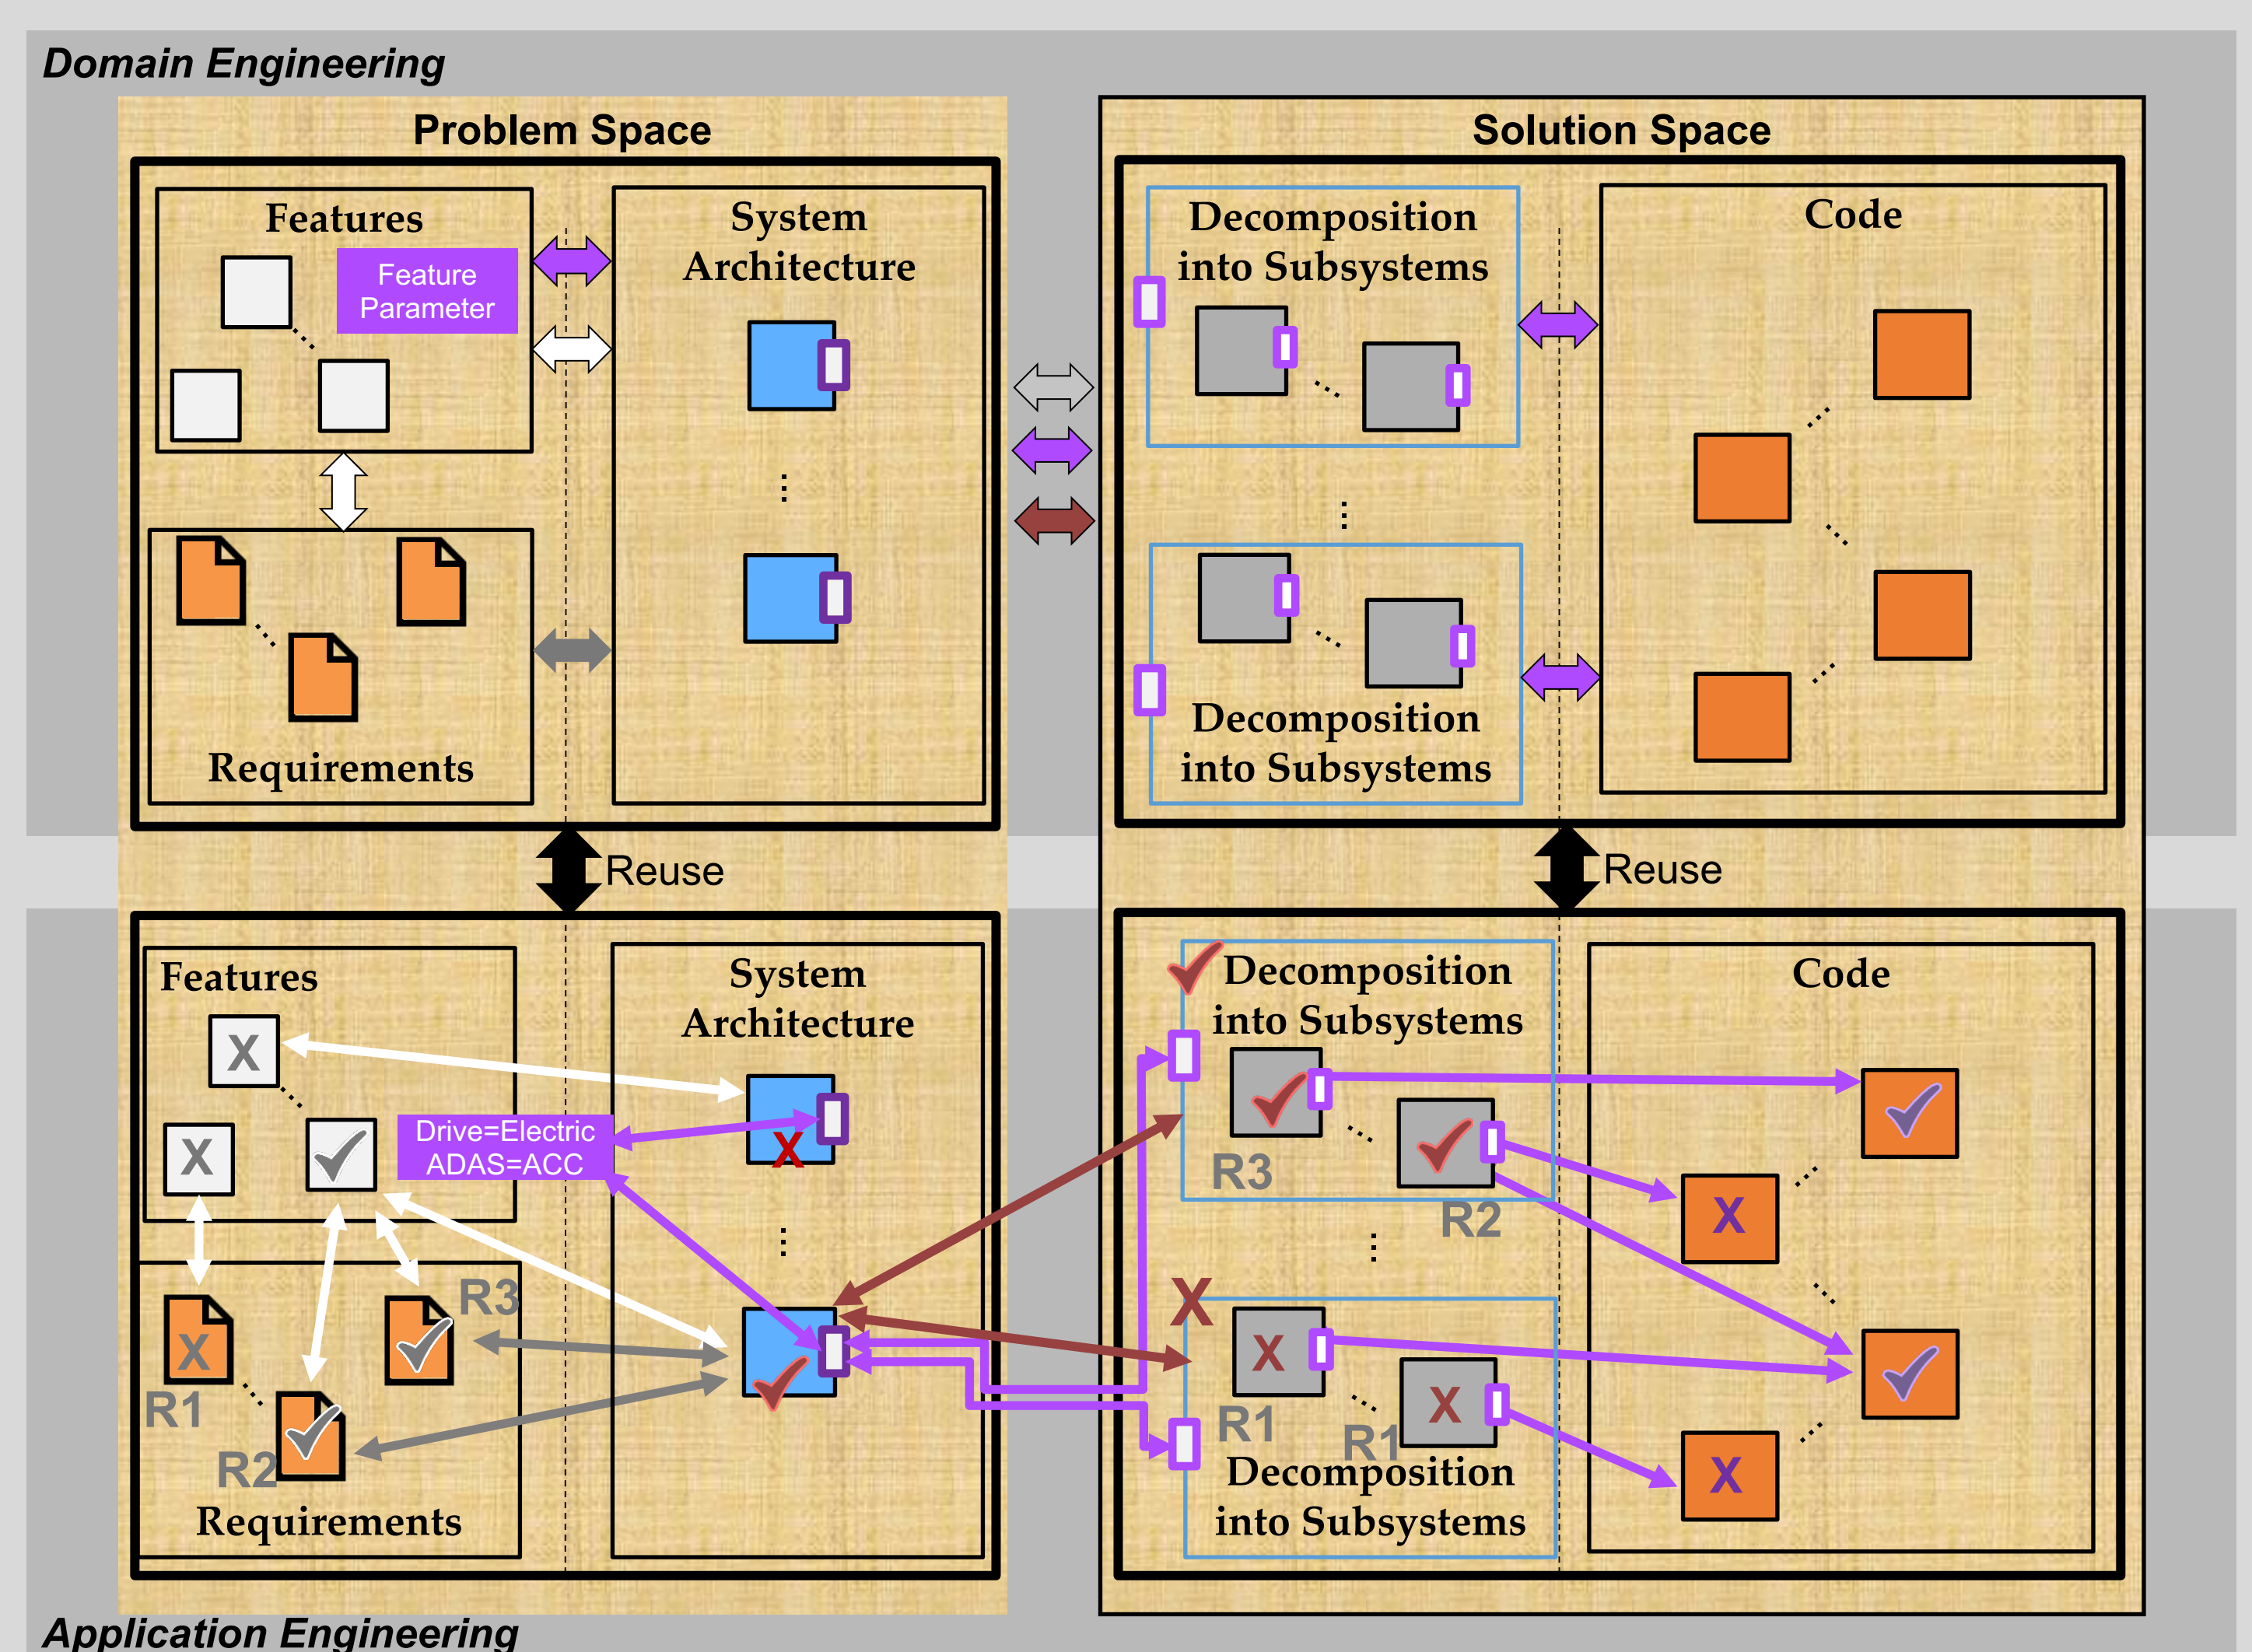 Domain Engineering
Problem Space
Features
Feature
Parameter
System
Architecture
Requirements
Solution Space
Decomposition
into Subsystems
Code
Decomposition
into Subsystems
Reuse
Reuse
Features
X
X
Drive=Electric
ADAS=ACC
System
Architecture
X
R3
X
R1
R2
Requirements
Decomposition
into Subsystems
R3
R2
X
X
R1
X
R1
Decomposition
into Subsystems
Code
X
X
Application Engineering